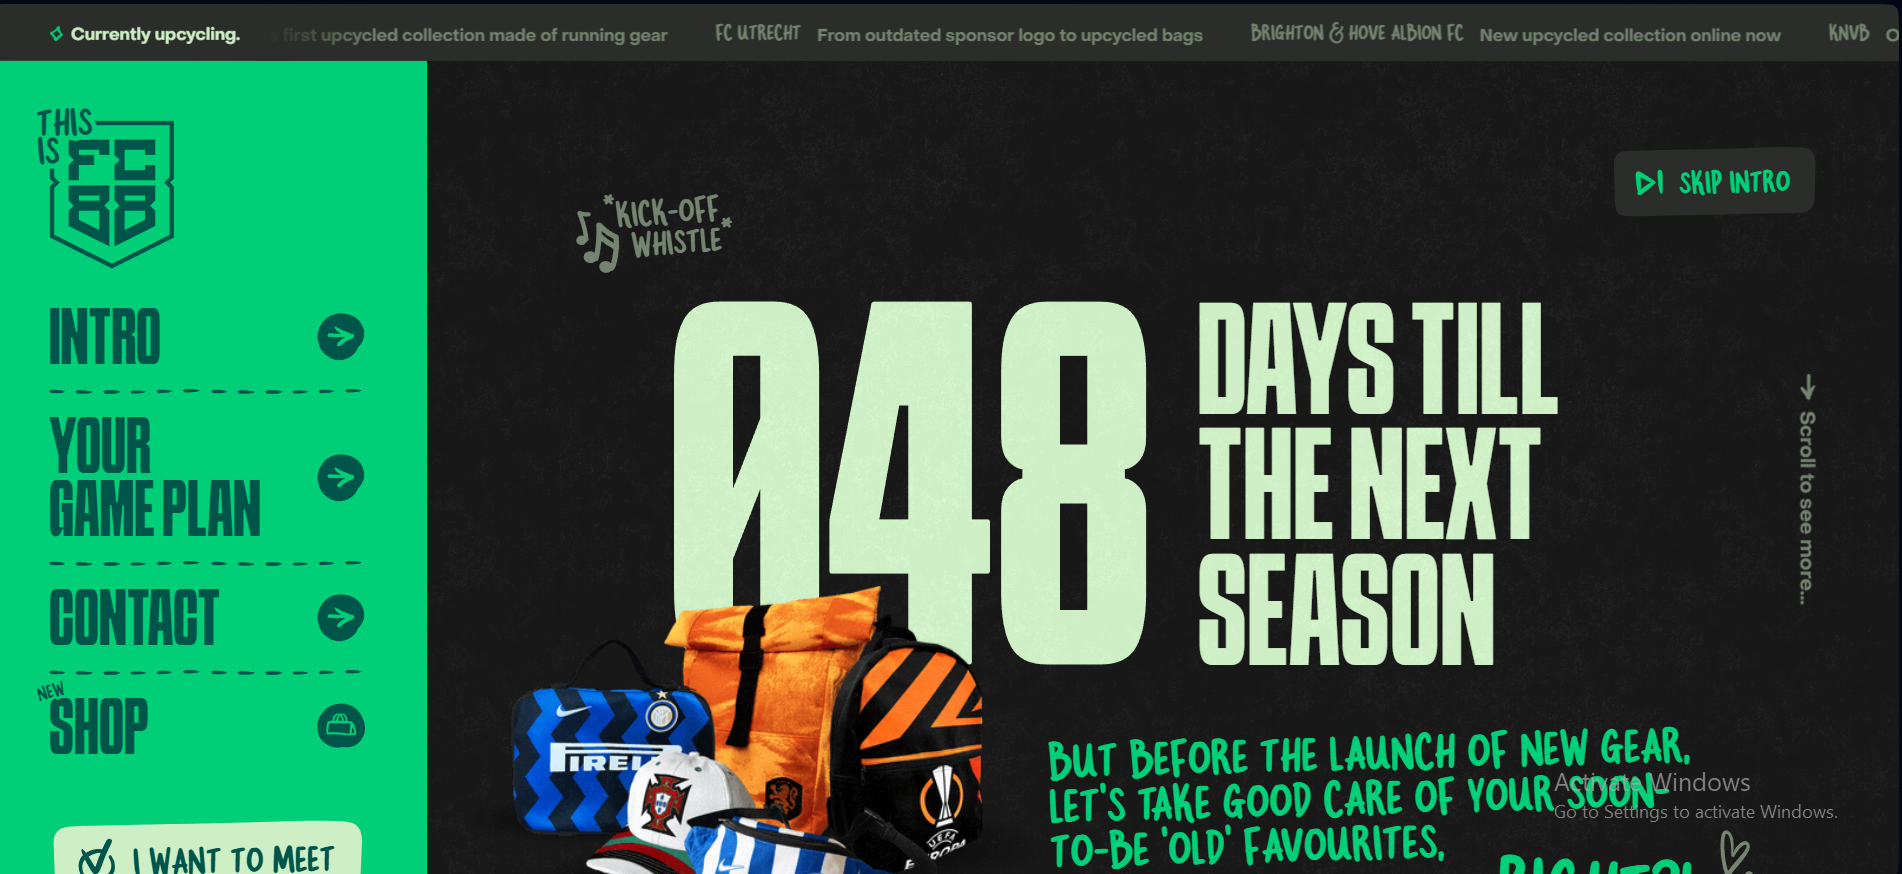 Currently upcycling.
first upcycled collection made of running gear
FC UTRECHT From outdated sponsor logo to upcycled bags
BRIGHTON & HOVE ALBION FC New upcycled collection online now
KNVB
THIS
IS
FC
88
INTRO
YOUR
GAME PLAN
CONTACT
NEW
SHOP
I WANT TO MEET
SKIP INTRO
*KICK-OFF
WHISTLE*
048
DAYS TILL
THE NEXT
SEASON
Scroll to see more...
PIRELLI
UEFA
EUROPA
BUT BEFORE THE LAUNCH OF NEW GEAR,
LET'S TAKE GOOD CARE OF YOUR SOON-
TO-BE 'OLD' FAVOURITES,
RIGHT?!
Activate Windows
Go to Settings to activate Windows.